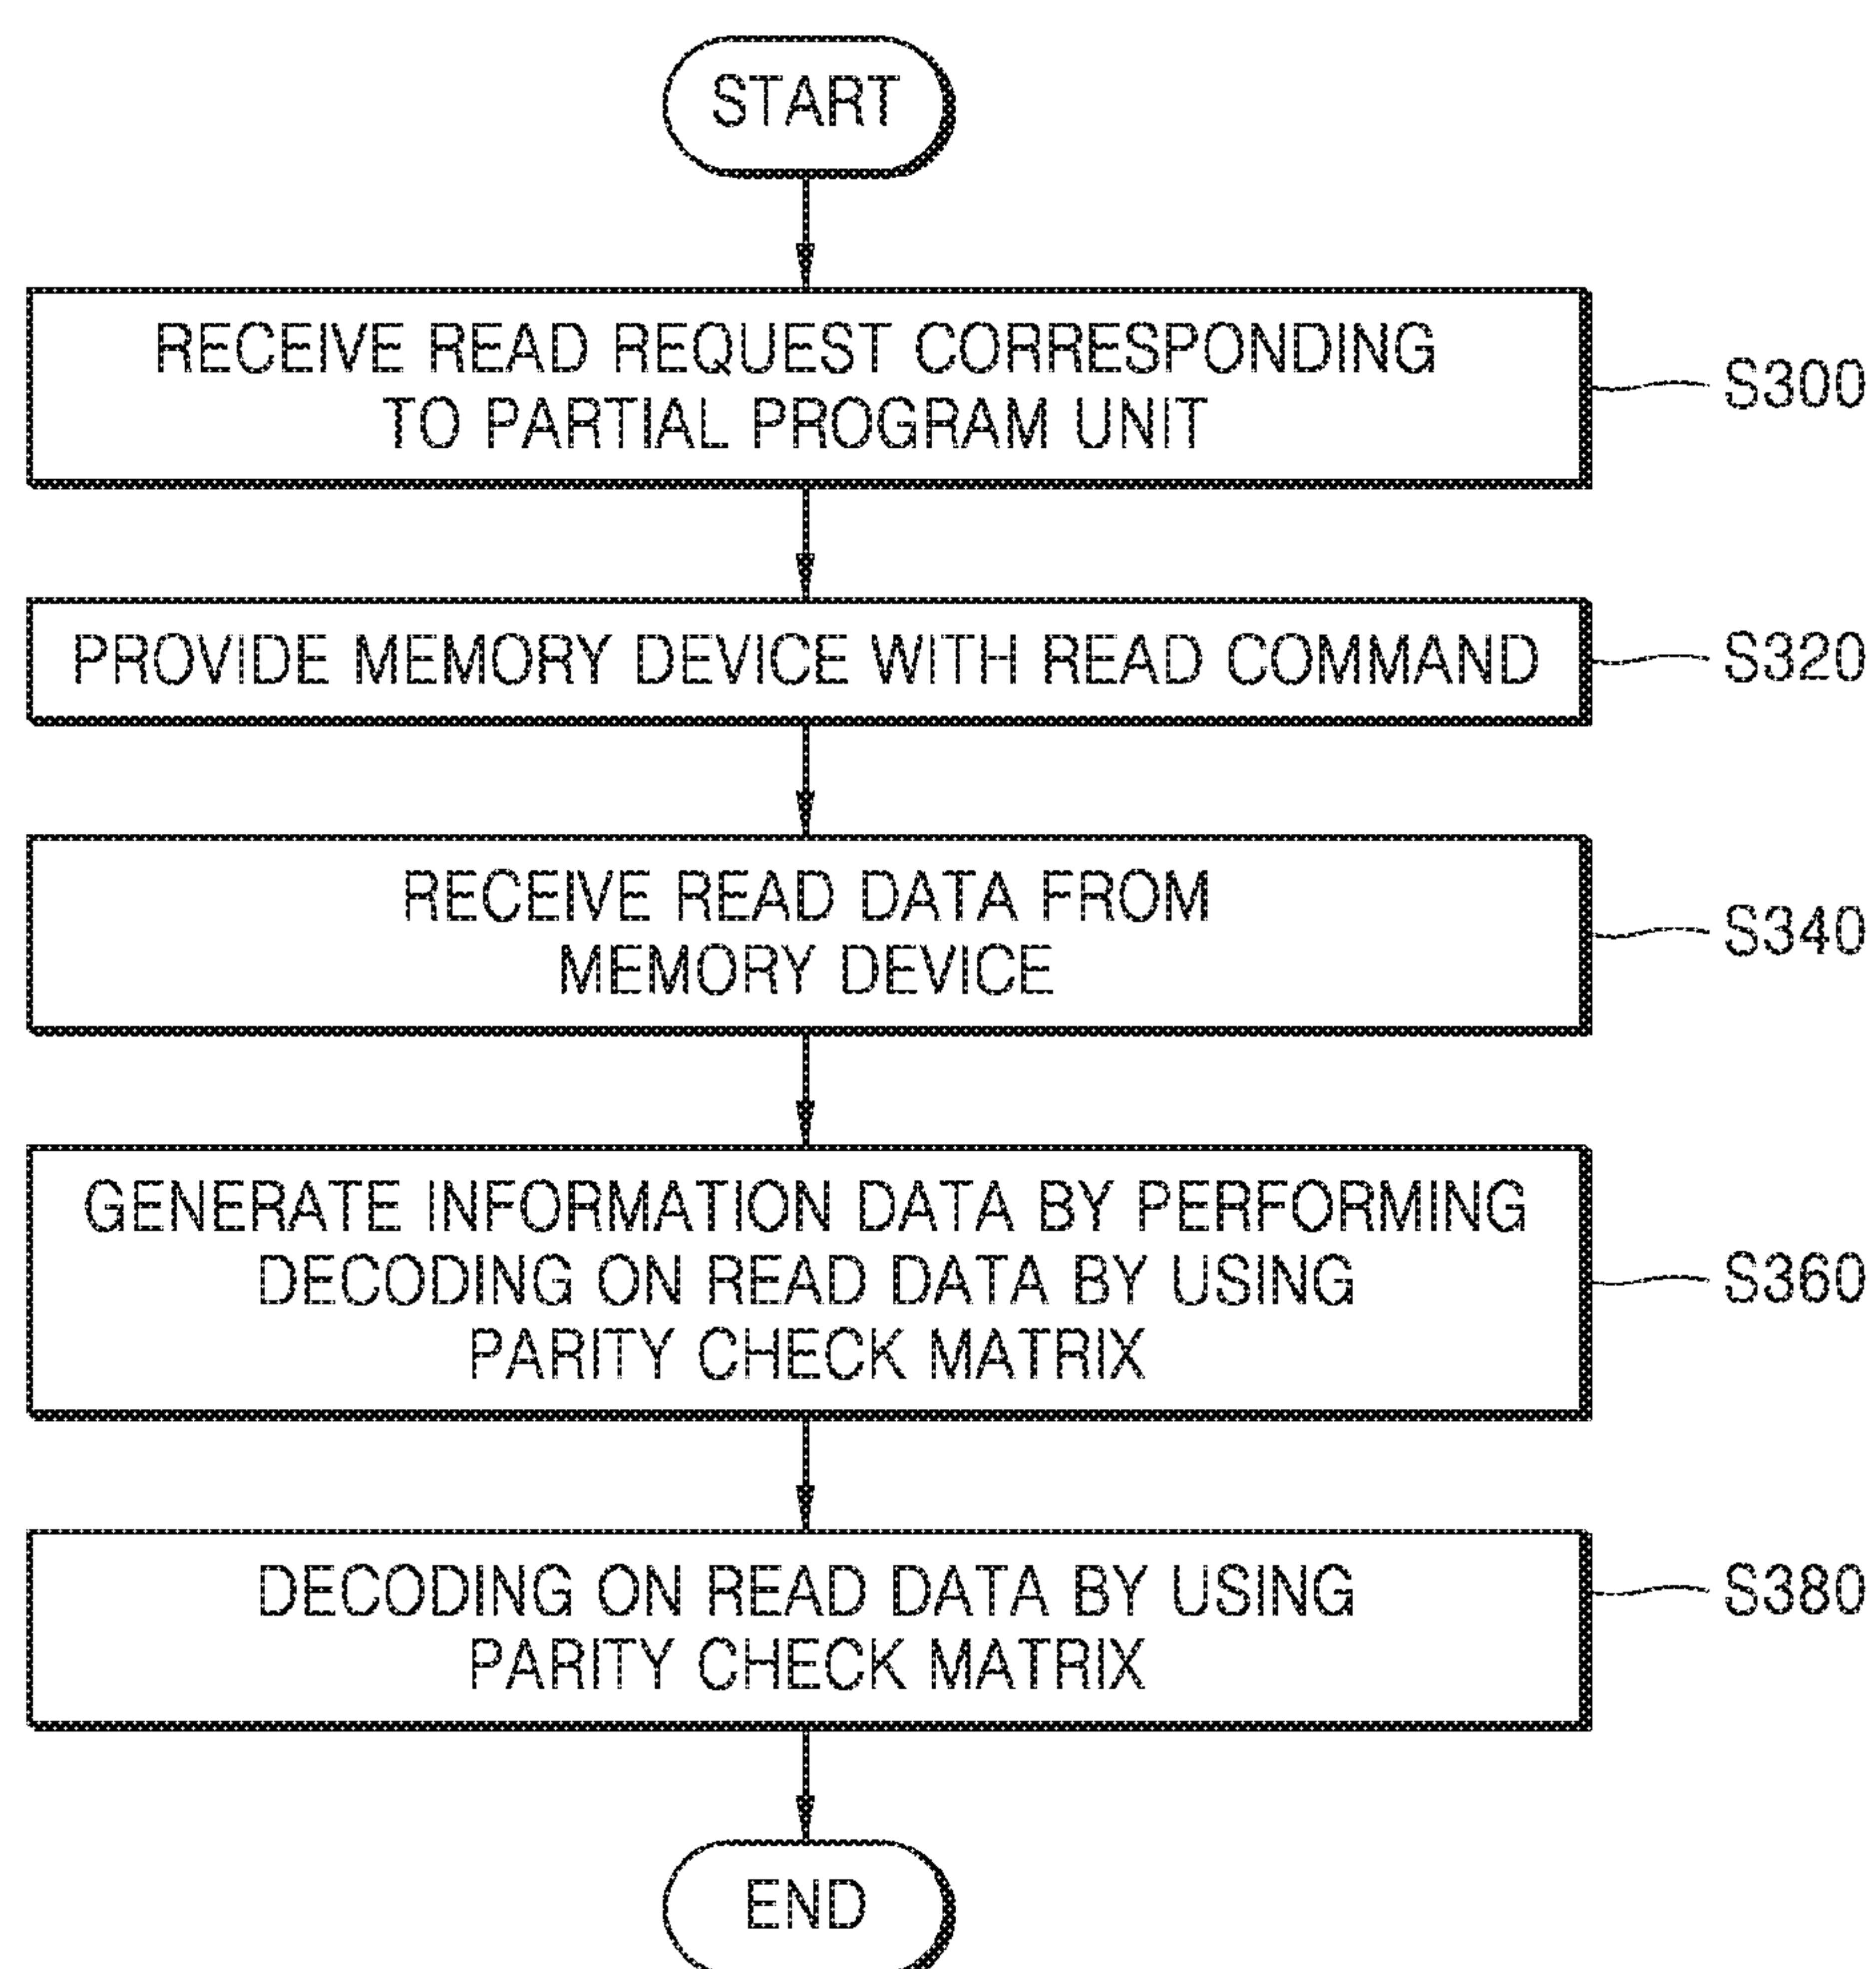 START
RECEIVE READ REQUEST CORRESPONDING
TO PARTIAL PROGRAM UNIT
S300
PROVIDE MEMORY DEVICE WITH READ COMMAND
S320
RECEIVE READ DATA FROM
MEMORY DEVICE
S340
GENERATE INFORMATION DATA BY PERFORMING
DECODING ON READ DATA BY USING
PARITY CHECK MATRIX
S360
DECODING ON READ DATA BY USING
PARITY CHECK MATRIX
S380
END